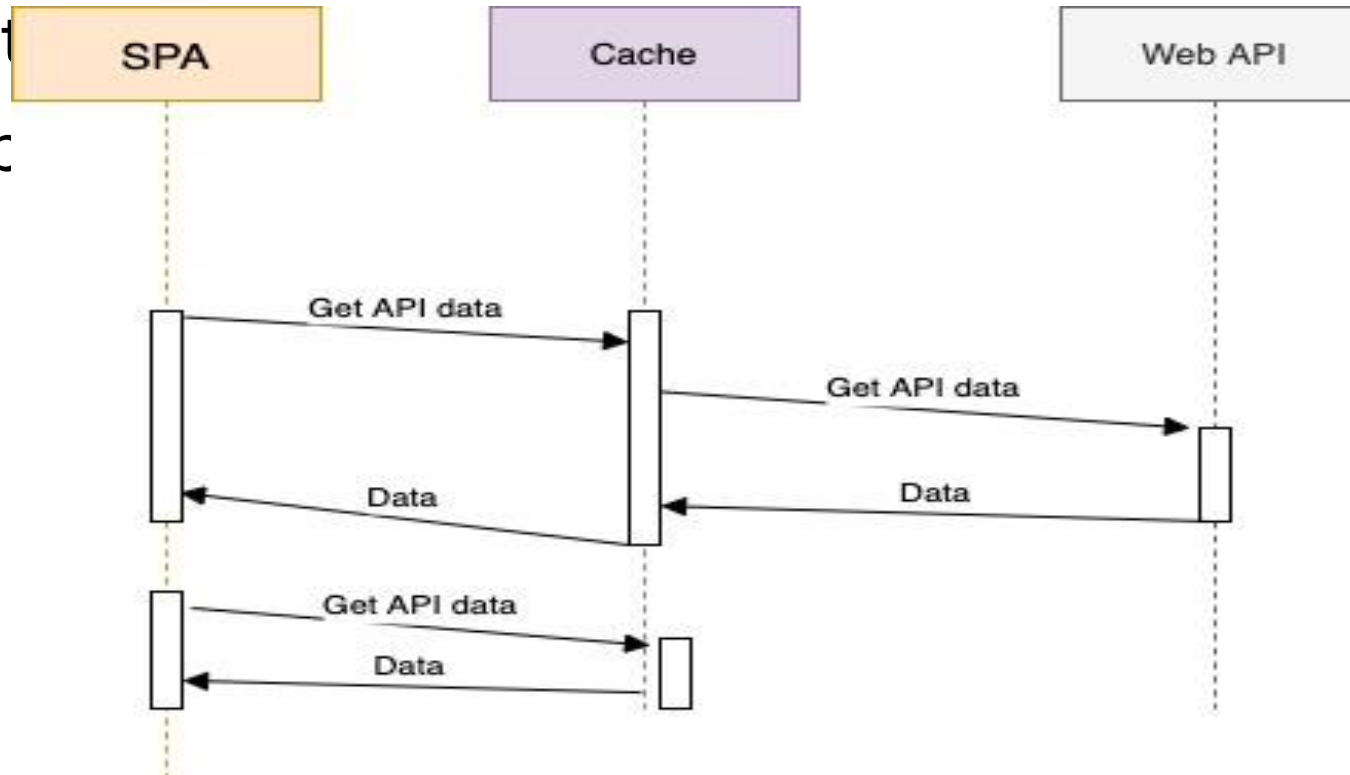 t
SPA
Cache
Web API
Get API data
Get API data
Data
Data
Get API data
Data